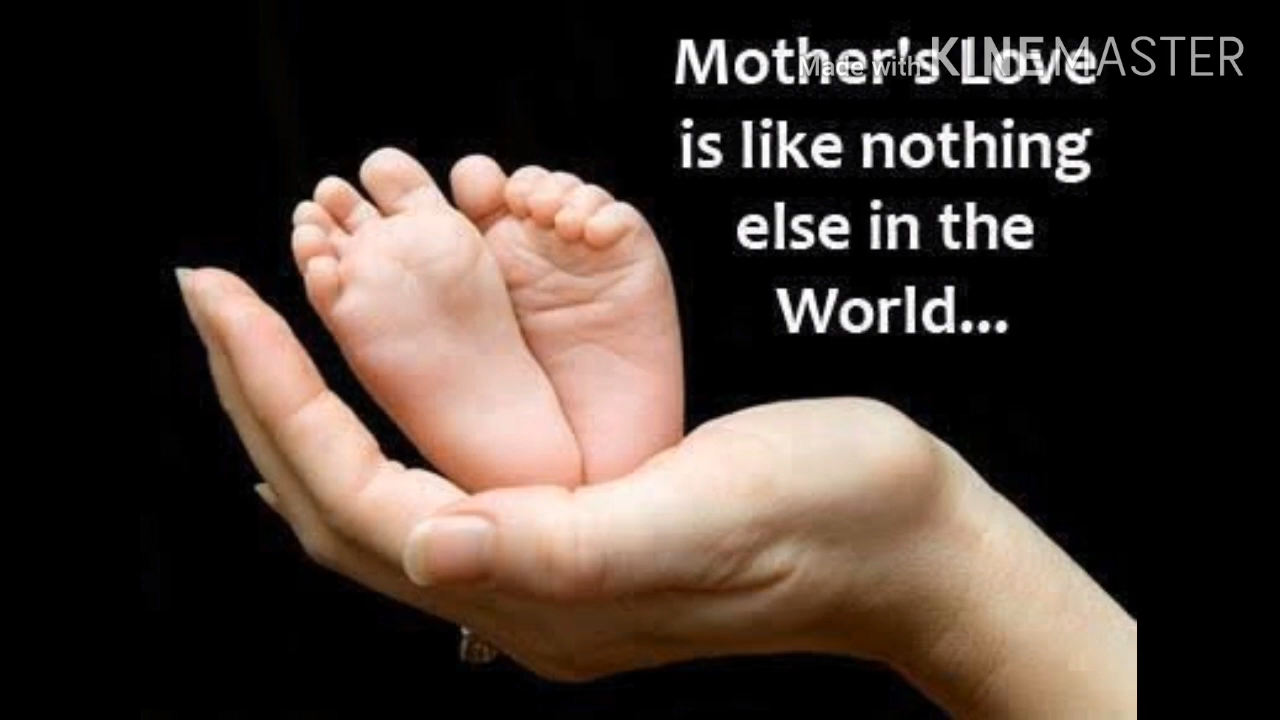 Mother's Love
Made with KINEMASTER
is like nothing
else in the
World...